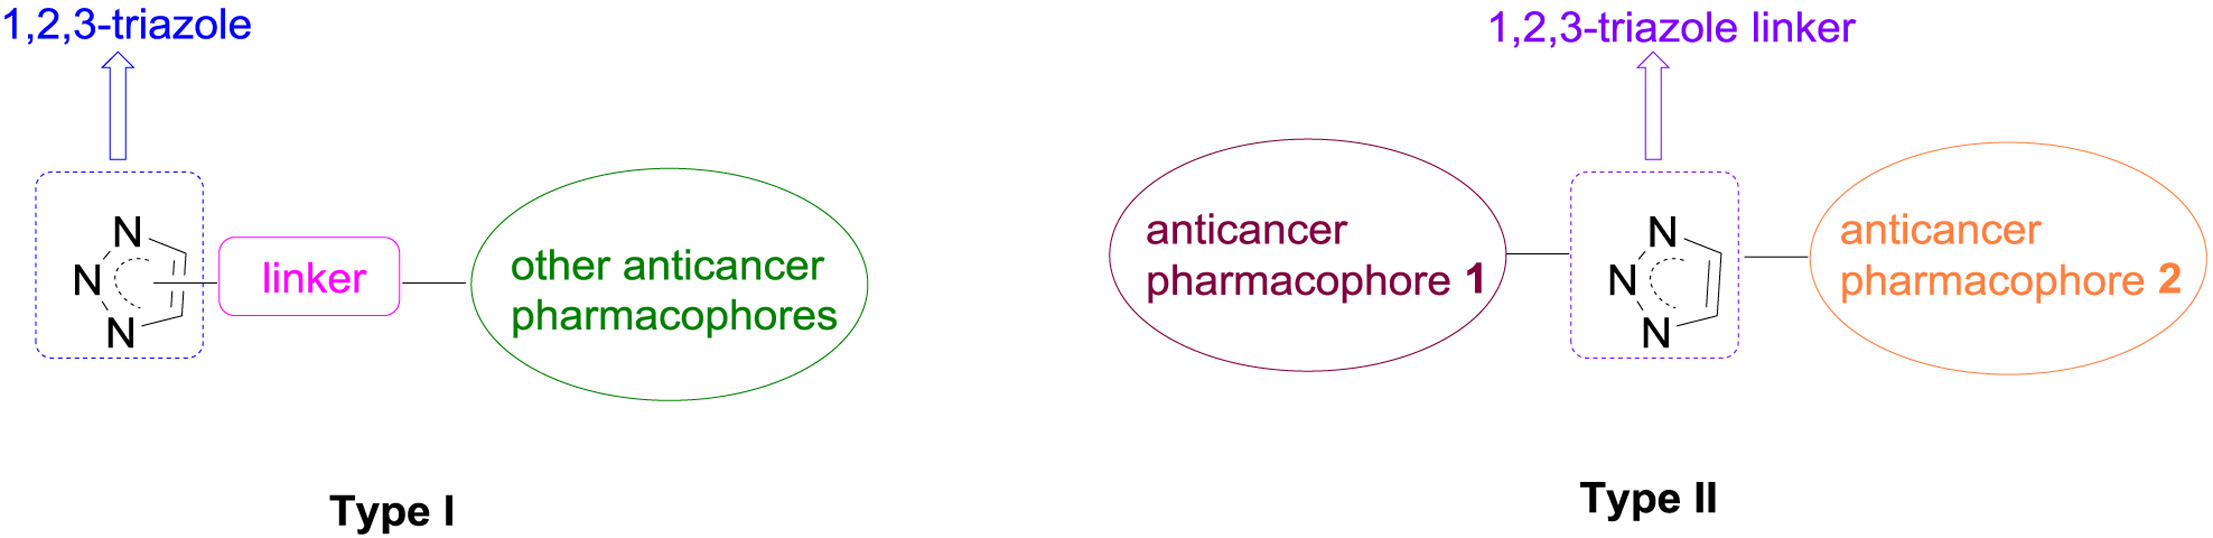 1,2,3-triazole
N
N
N
linker
other anticancer
pharmacophores
Type I
1,2,3-triazole linker
anticancer
pharmacophore 1
N
N
N
anticancer
pharmacophore 2
Type II